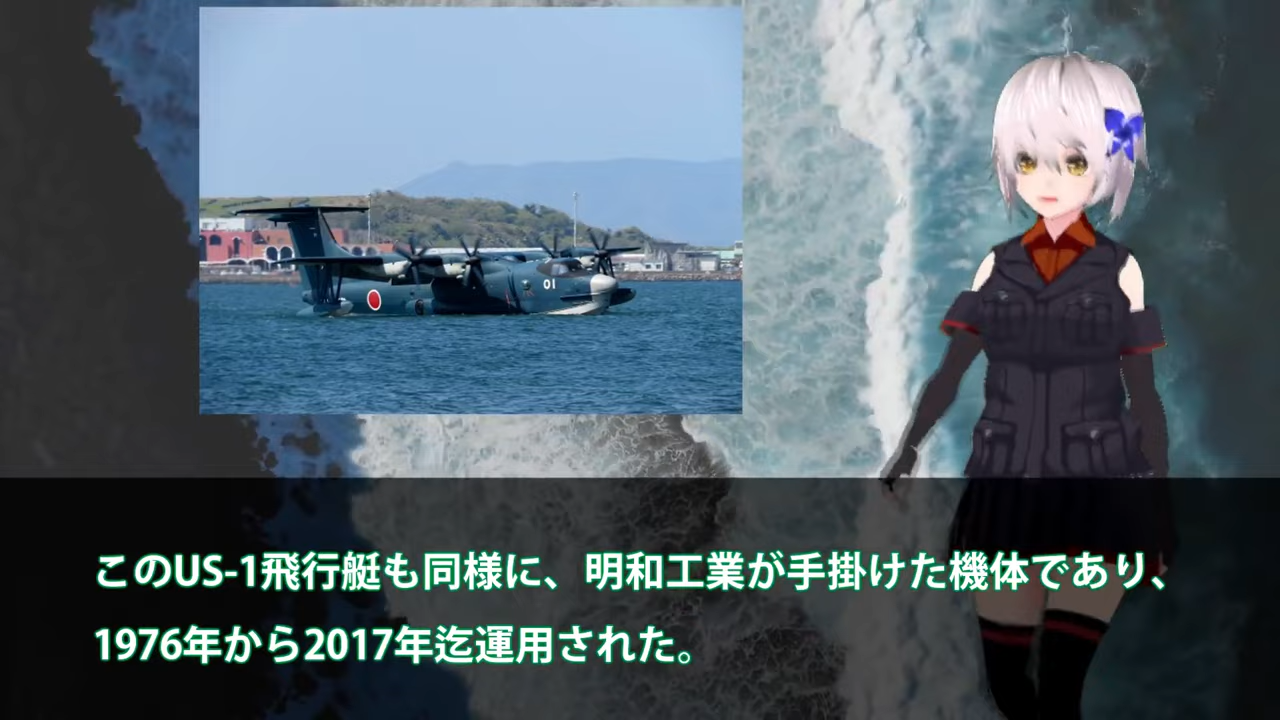 01
このUS-1飛行艇も同様に、明和工業が手掛けた機体であり、
1976年から2017年迄運用された。